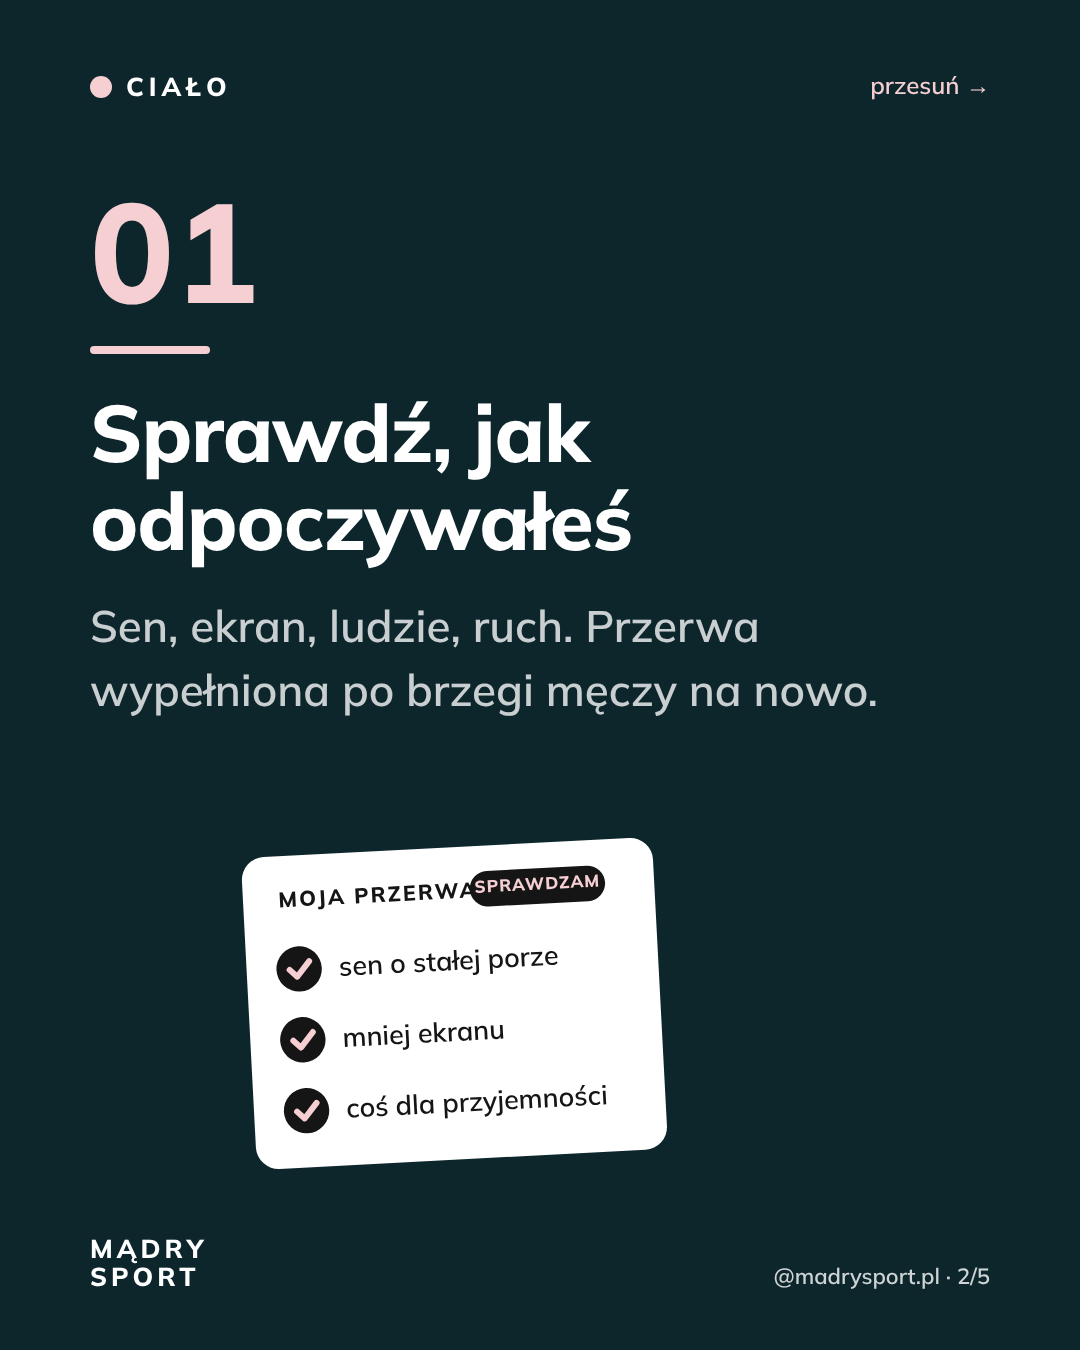 CIAŁO
przesuń →
01
Sprawdź, jak
odpoczywałeś
Sen, ekran, ludzie, ruch. Przerwa
wypełniona po brzegi męczy na nowo.
MOJA PRZERWA SPRAWDZAM
sen o stałej porze
mniej ekranu
coś dla przyjemności
MĄDRY
SPORT
@madrysport.pl · 2/5